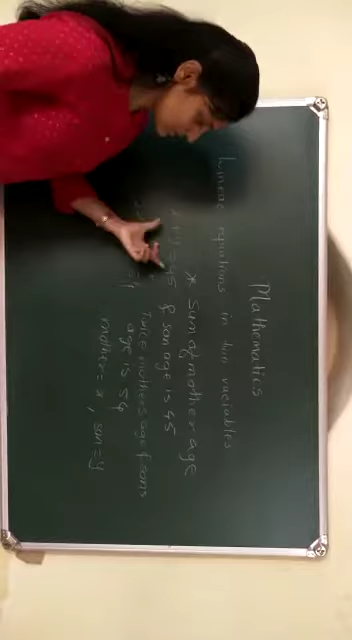 Mathematics
Linear equations in two variables
* Sum of mother age
& son age is 45
Twice mothers age & sons
age is 54
mother = x, son = y
x + y = 45